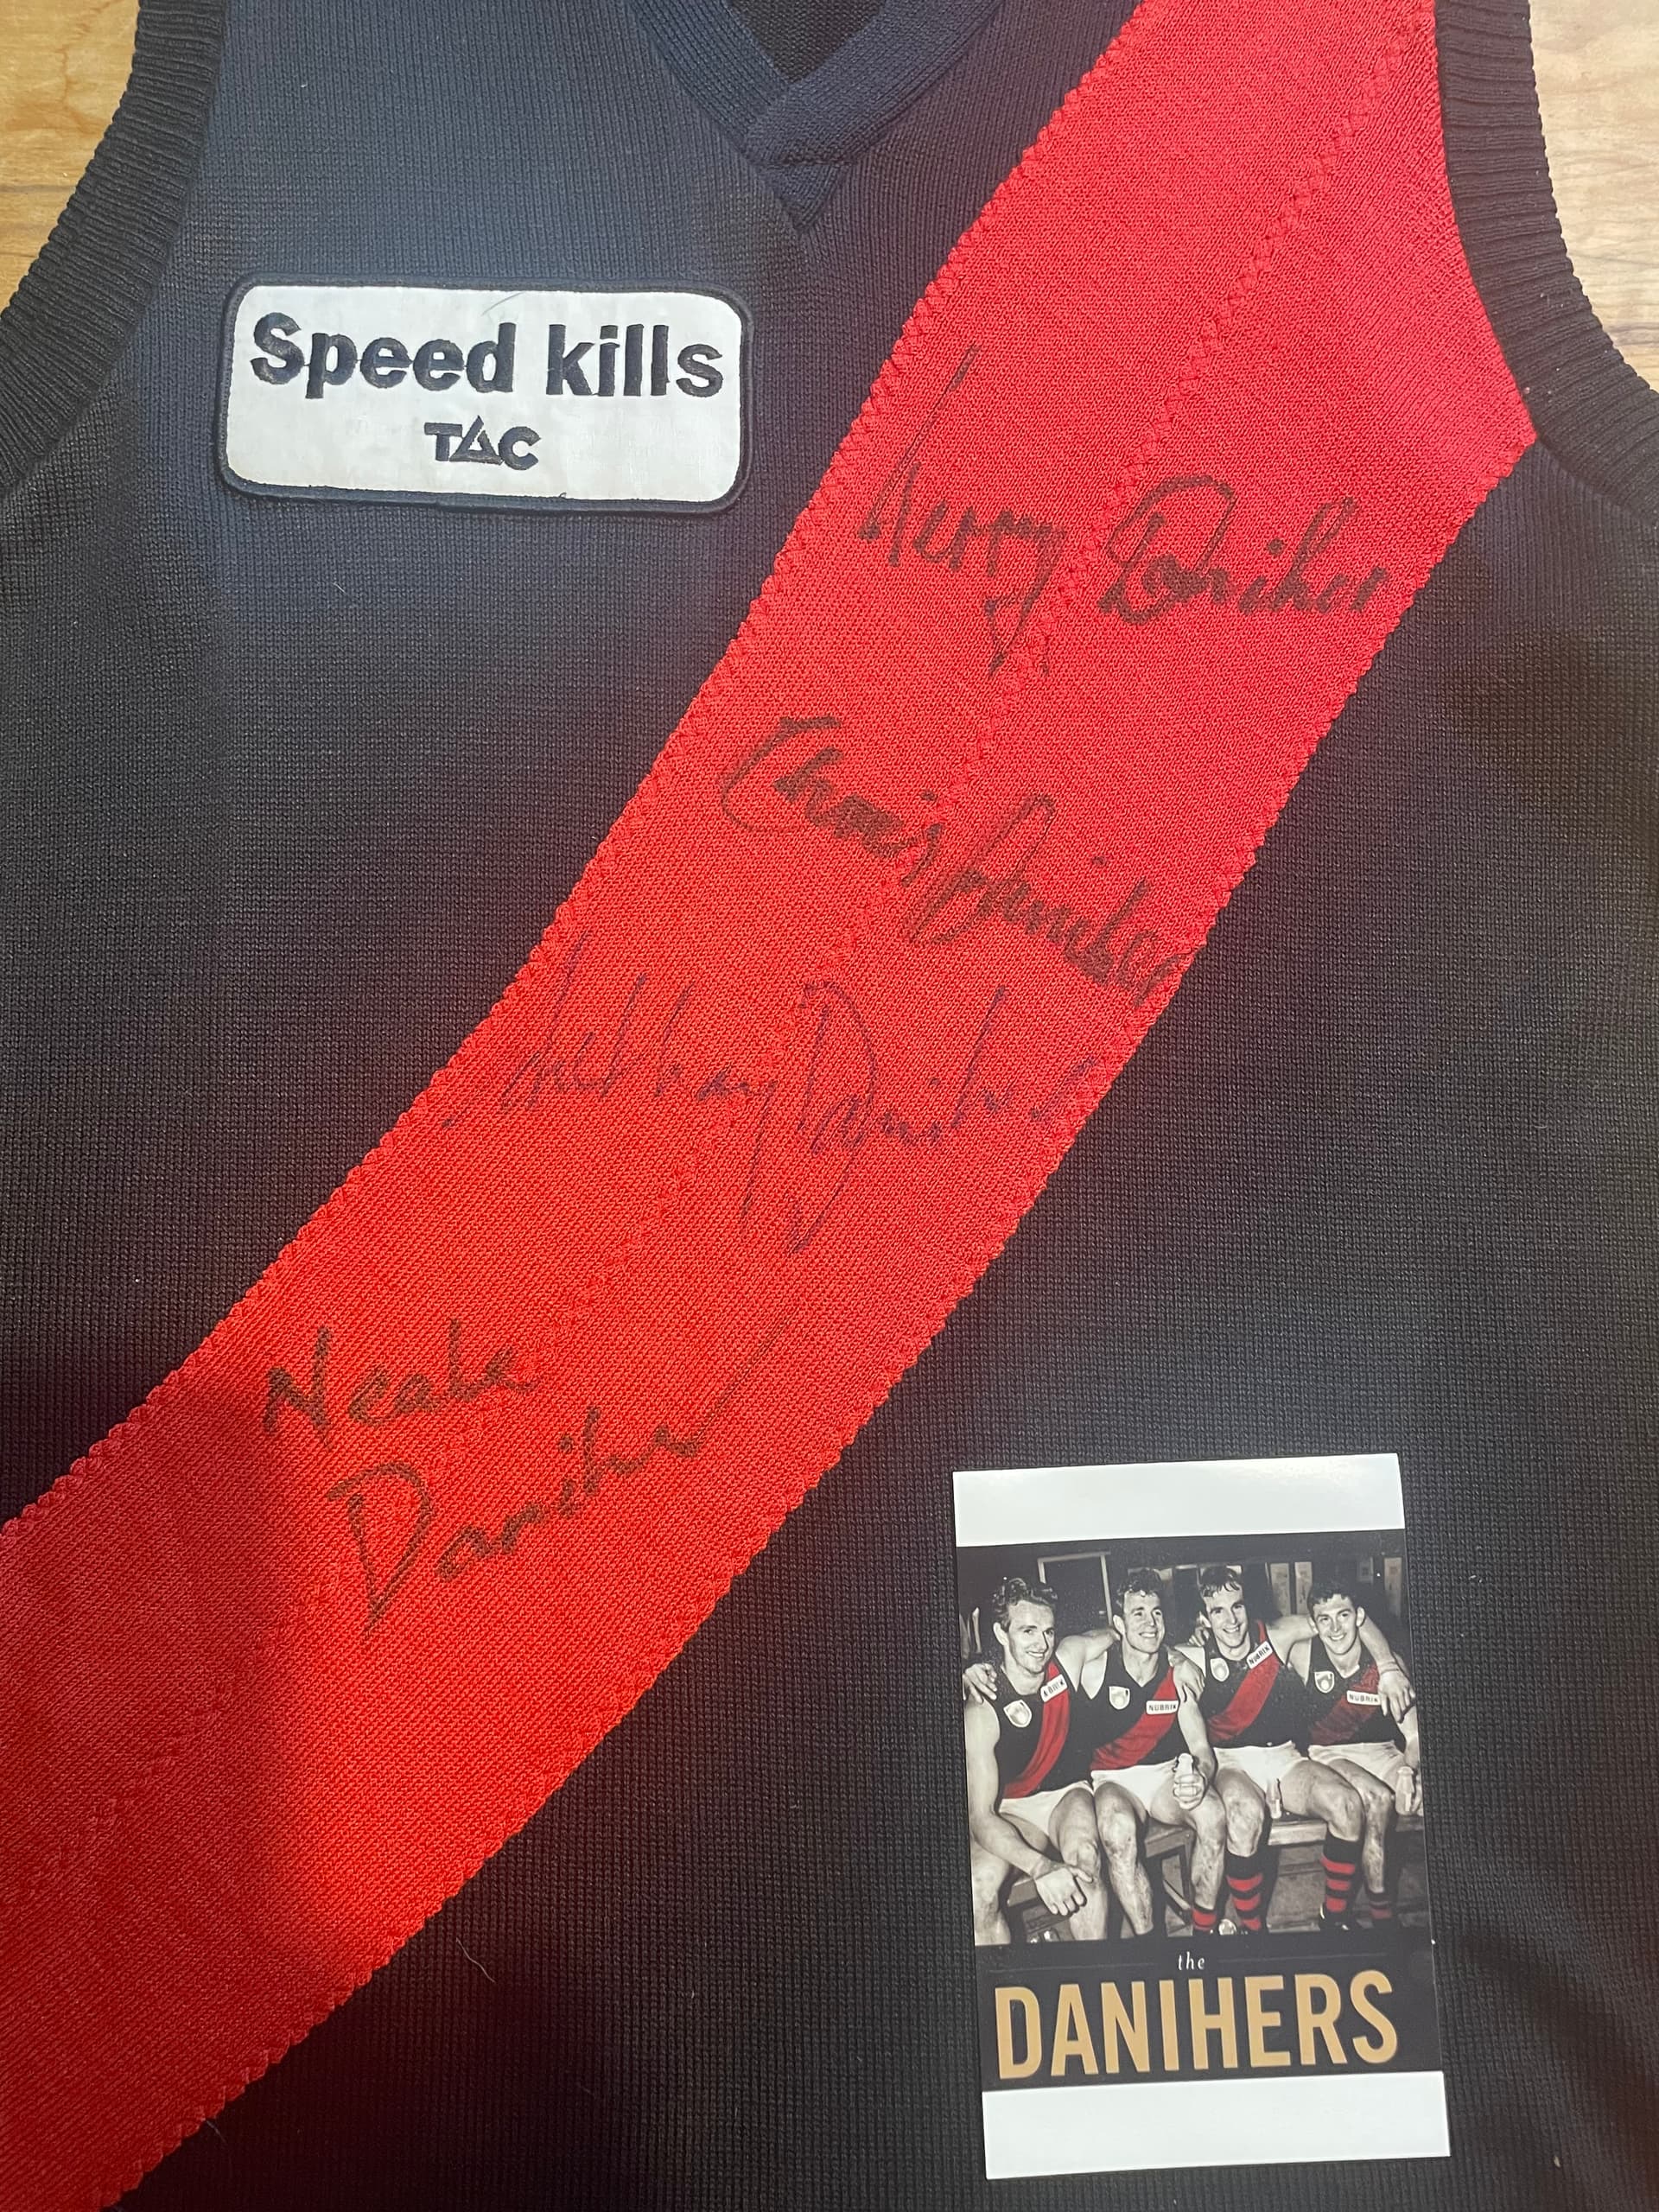 Speed kills
TAC
Terry Daniher
Chris Daniher
Anthony Daniher
Neale
Daniher
NUBRIK
NUBRIK
NUBRIK
the
DANIHERS